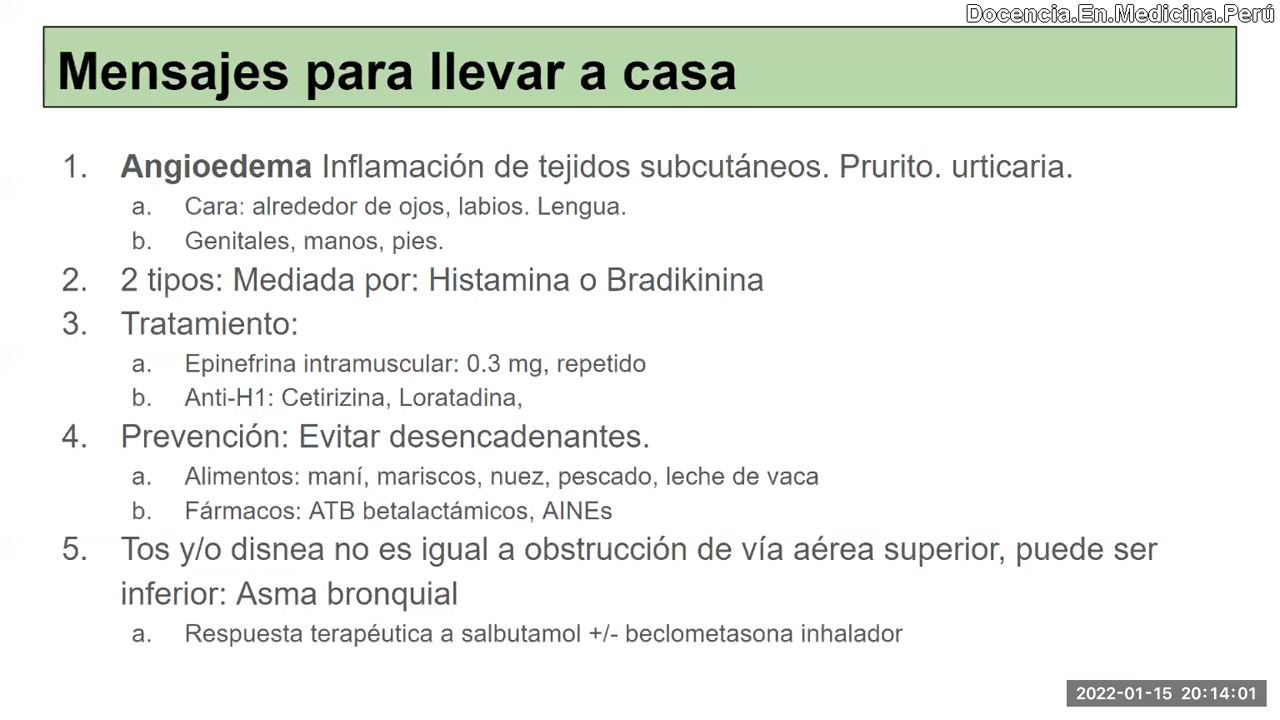 Docencia.En.Medicina.Perú
Mensajes para llevar a casa
1. Angioedema Inflamación de tejidos subcutáneos. Prurito. urticaria.
a. Cara: alrededor de ojos, labios. Lengua.
b. Genitales, manos, pies.
2. 2 tipos: Mediada por: Histamina o Bradikinina
3. Tratamiento:
a. Epinefrina intramuscular: 0.3 mg, repetido
b. Anti-H1: Cetirizina, Loratadina,
4. Prevención: Evitar desencadenantes.
a. Alimentos: maní, mariscos, nuez, pescado, leche de vaca
b. Fármacos: ATB betalactámicos, AINEs
5. Tos y/o disnea no es igual a obstrucción de vía aérea superior, puede ser
inferior: Asma bronquial
a. Respuesta terapéutica a salbutamol +/- beclometasona inhalador
2022-01-15 20:14:01